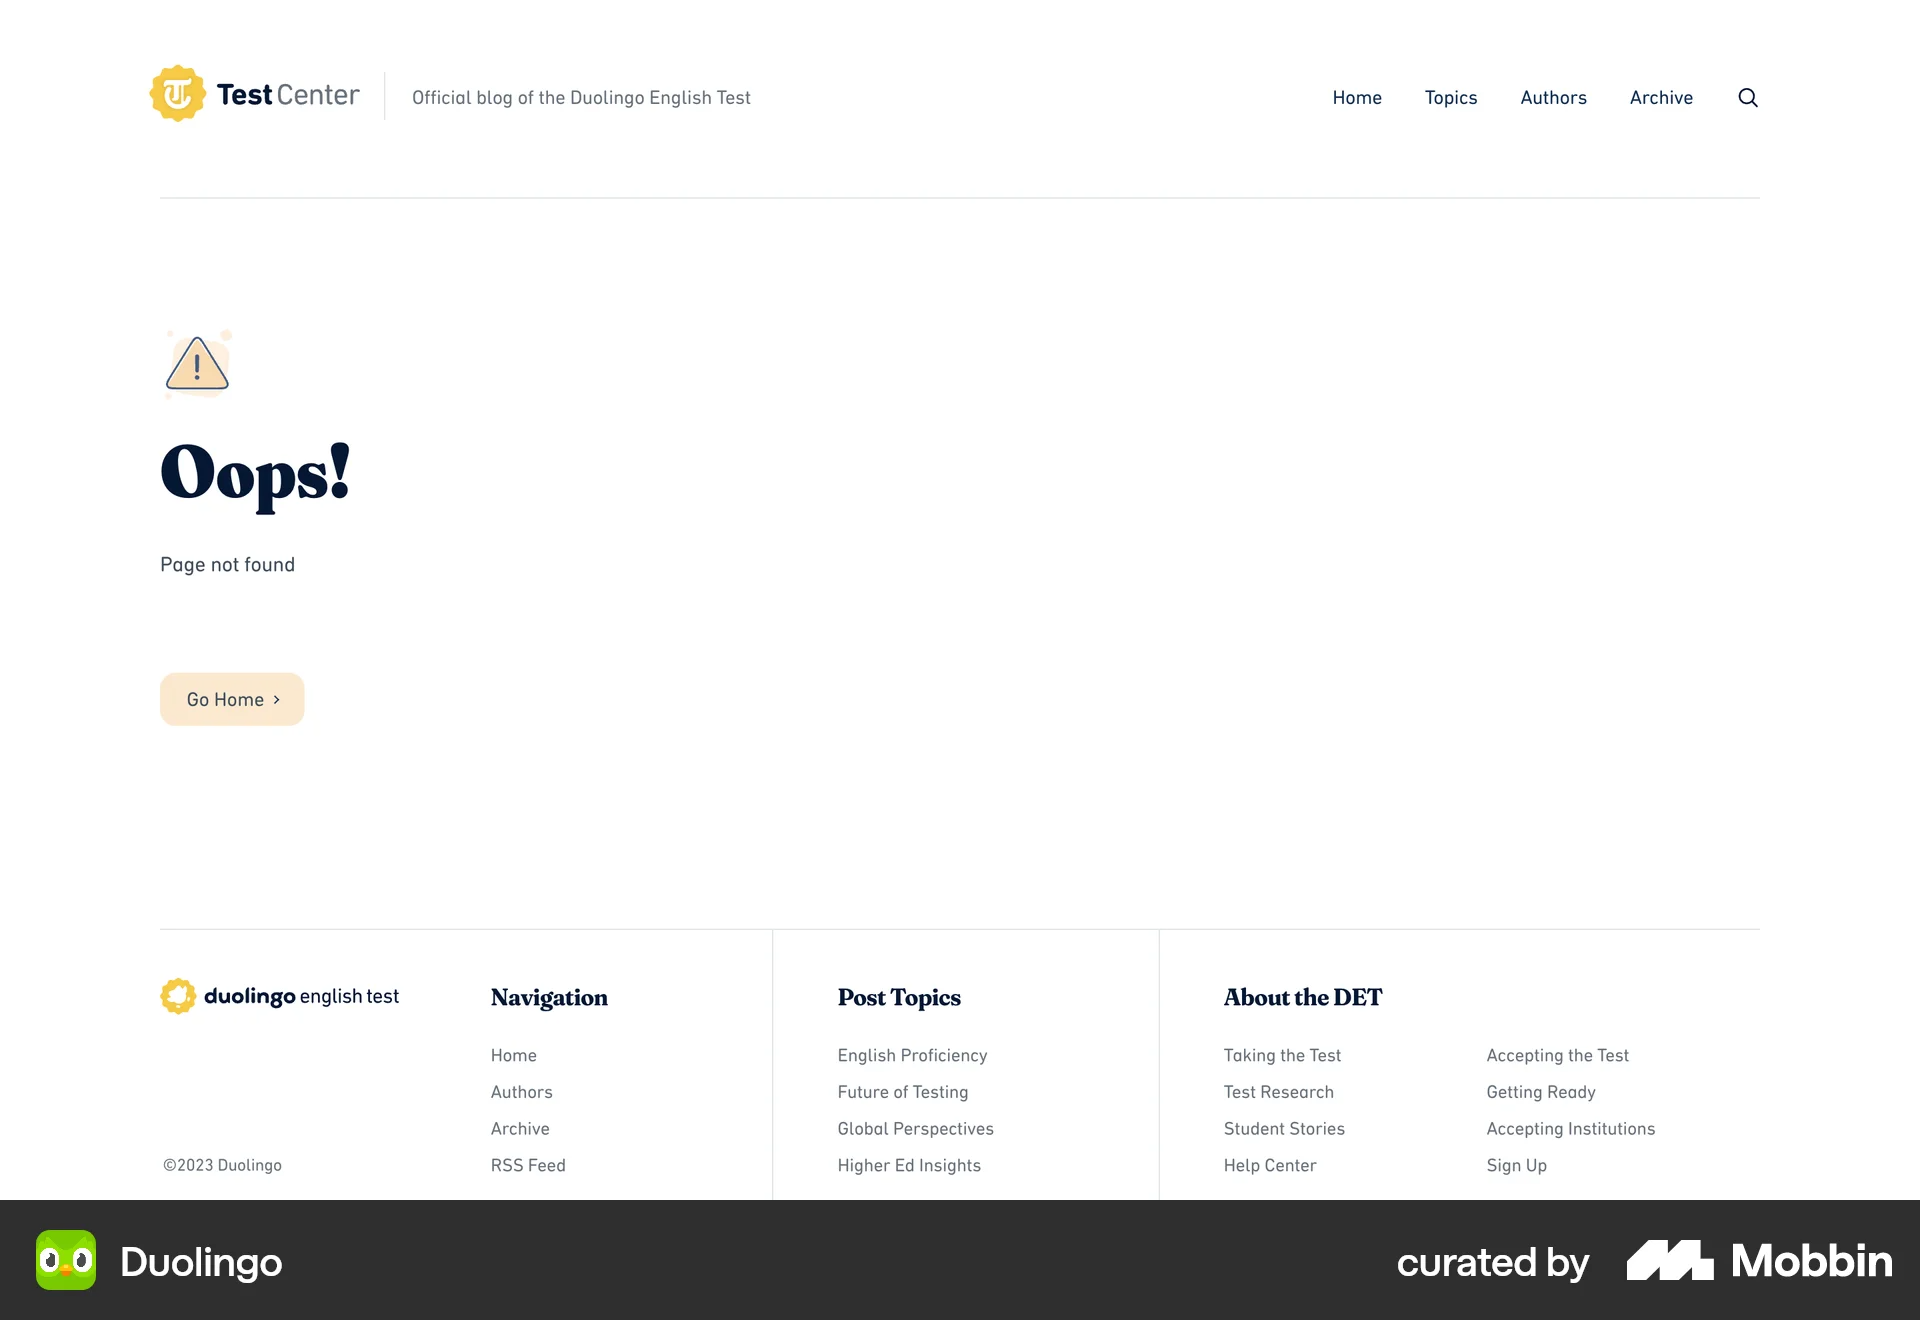 Test Center
Official blog of the Duolingo English Test
Home
Topics
Authors
Archive
Oops!
Page not found
Go Home ›
duolingo english test
©2023 Duolingo
Navigation
Home
Authors
Archive
RSS Feed
Post Topics
English Proficiency
Future of Testing
Global Perspectives
Higher Ed Insights
About the DET
Taking the Test
Test Research
Student Stories
Help Center
Accepting the Test
Getting Ready
Accepting Institutions
Sign Up
Duolingo
curated by Mobbin